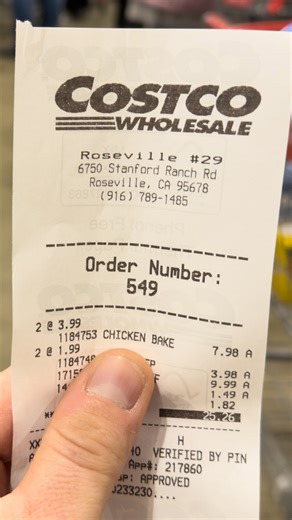 COSTCO
WHOLESALE
Roseville #29
6750 Stanford Ranch Rd
Roseville, CA 95678
(916) 789-1485
Order Number:
549
2 @ 3.99
1184753 CHICKEN BAKE 7.98 A
2 @ 1.99
3.98 A
9.99 A
1.49 A
1.82
25.26
H
VERIFIED BY PIN
App#: 217860
APPROVED
0233230....